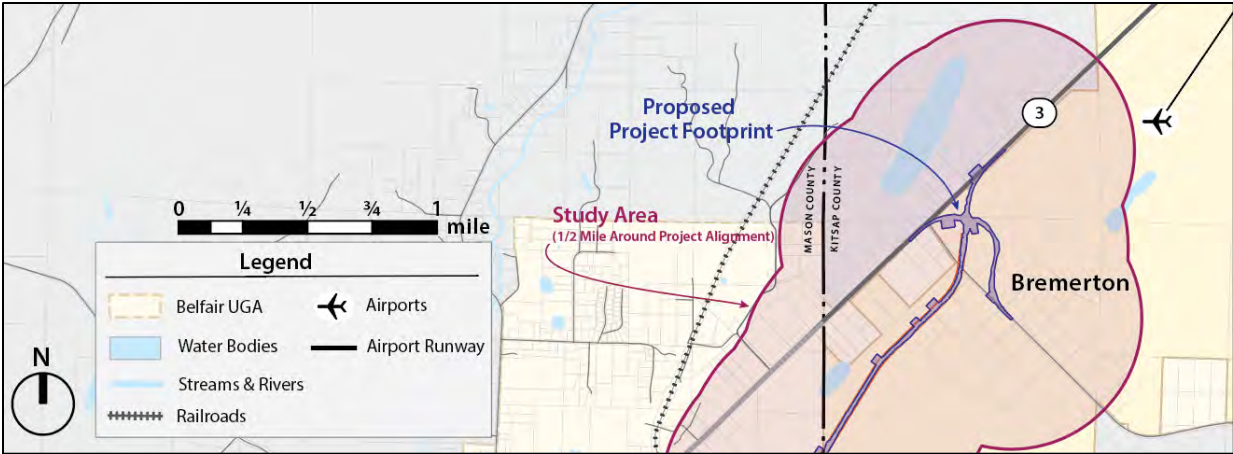 Proposed
Project Footprint
3
0 ¼ ½ ¾ 1
mile
Study Area
(1/2 Mile Around Project Alignment)
MASON COUNTY
KITSAP COUNTY
Bremerton
Legend
Belfair UGA
Airports
Water Bodies
Airport Runway
Streams & Rivers
Railroads
N